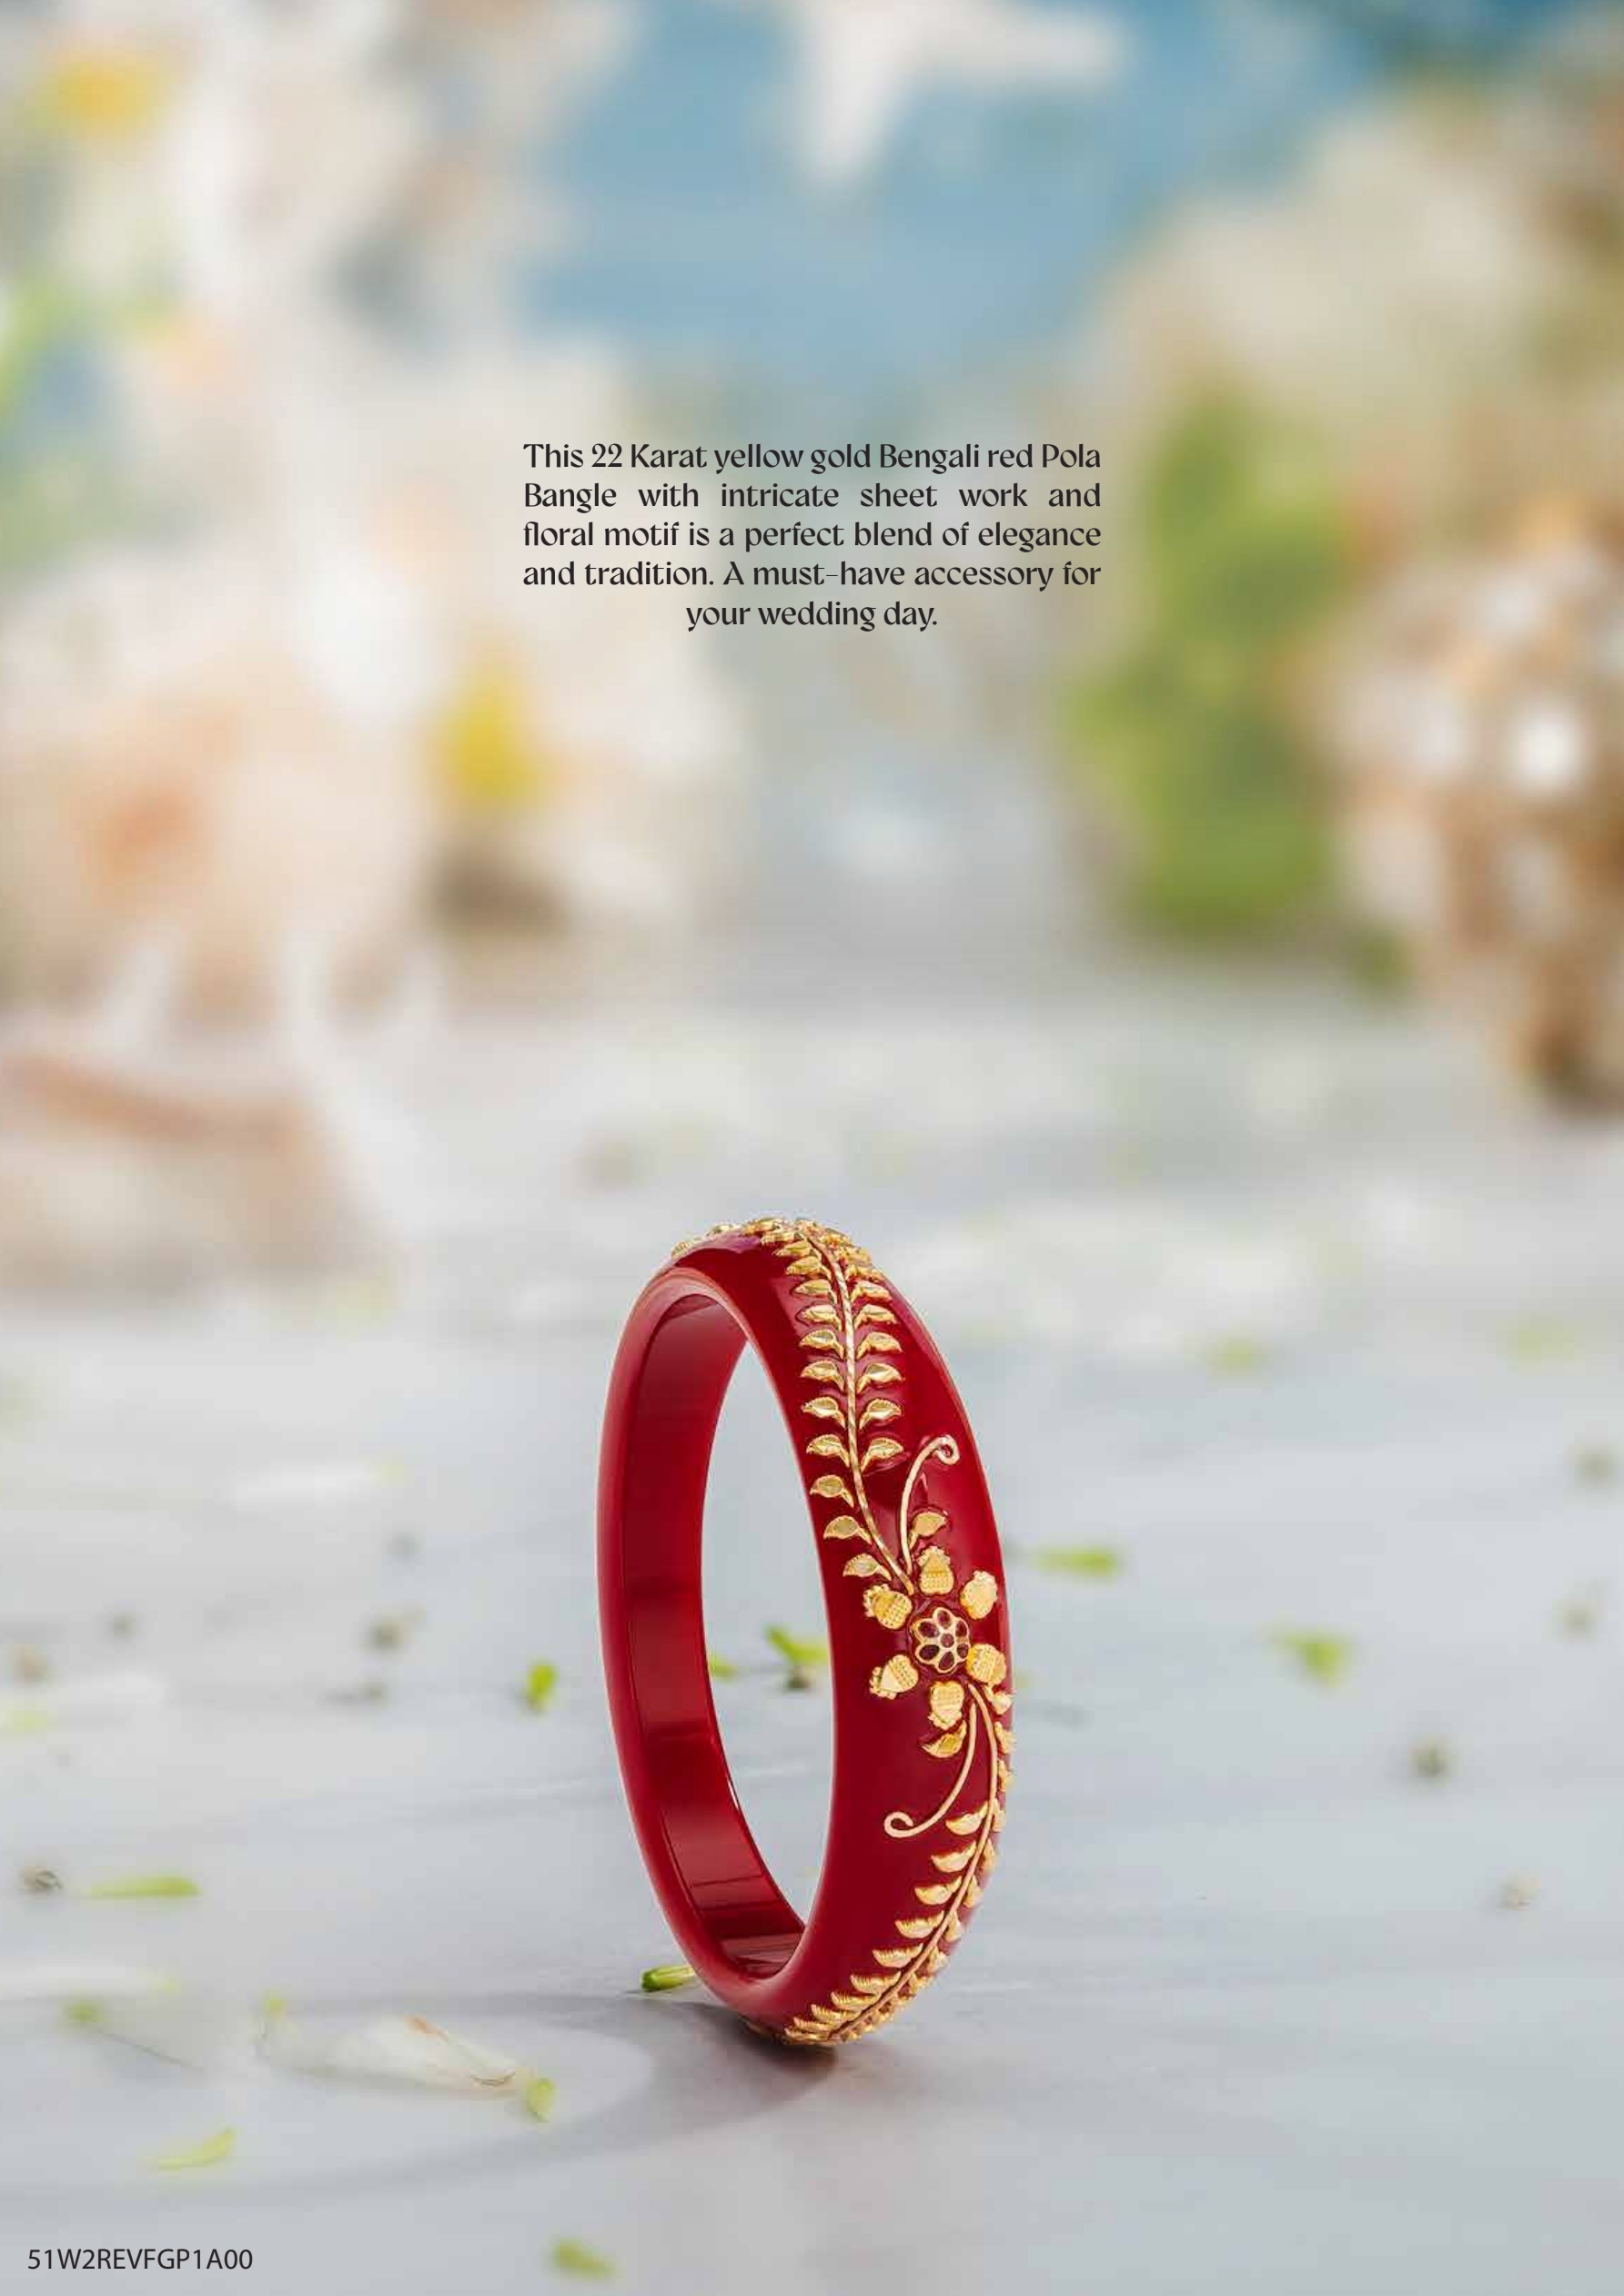 This 22 Karat yellow gold Bengali red Pola
Bangle with intricate sheet work and
floral motif is a perfect blend of elegance
and tradition. A must-have accessory for
your wedding day.
51W2REVFGP1A00